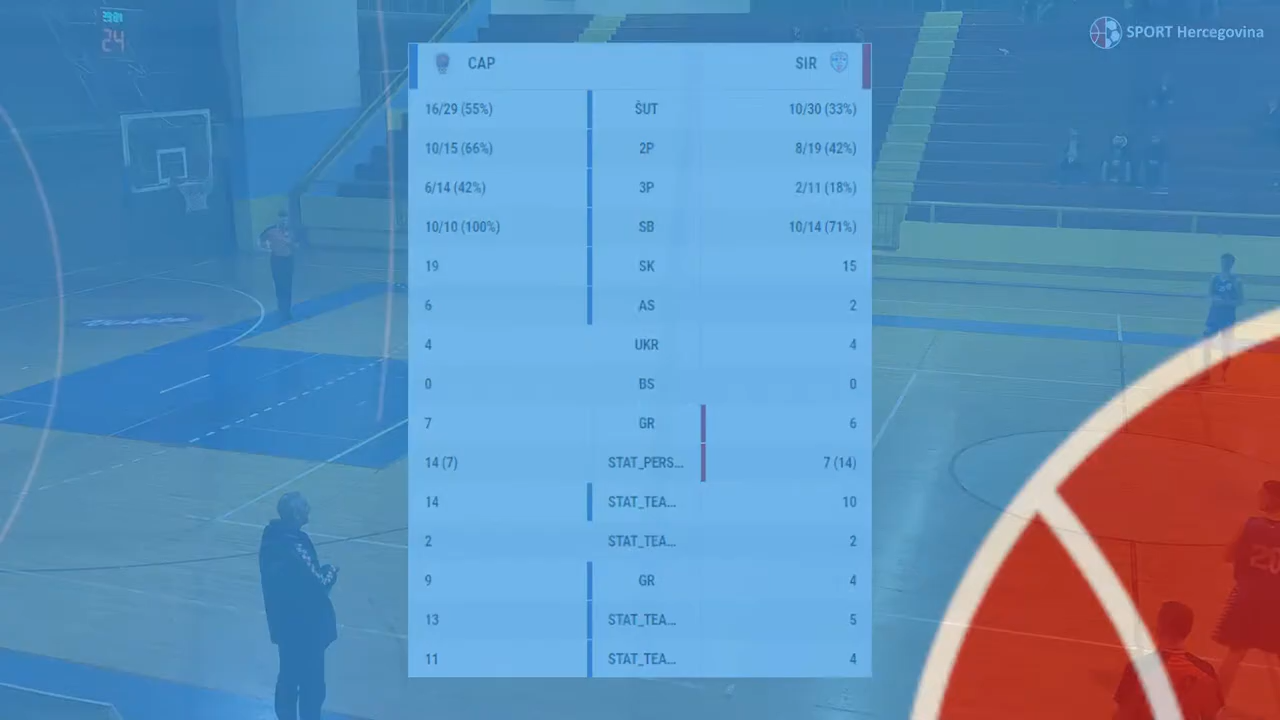 24
SPORT Hercegovina
CAP SIR
16/29 (55%) ŠUT 10/30 (33%)
10/15 (66%) 2P 8/19 (42%)
6/14 (42%) 3P 2/11 (18%)
10/10 (100%) SB 10/14 (71%)
19 SK 15
6 AS 2
4 UKR 4
0 BS 0
7 GR 6
14 (7) STAT_PERS... 7 (14)
14 STAT_TEA... 10
2 STAT_TEA... 2
9 GR 4
13 STAT_TEA... 5
11 STAT_TEA... 4